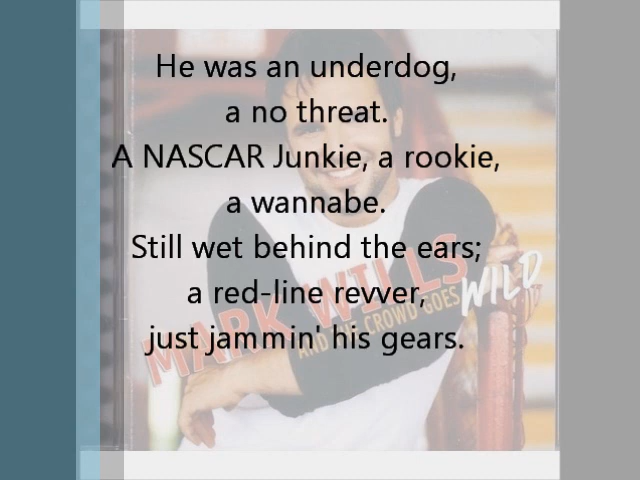 He was an underdog,
a no threat.
A NASCAR Junkie, a rookie,
a wannabe.
Still wet behind the ears;
a red-line revver,
just jammin' his gears.
MARK WILLS
AND THE CROWD GOES WILD